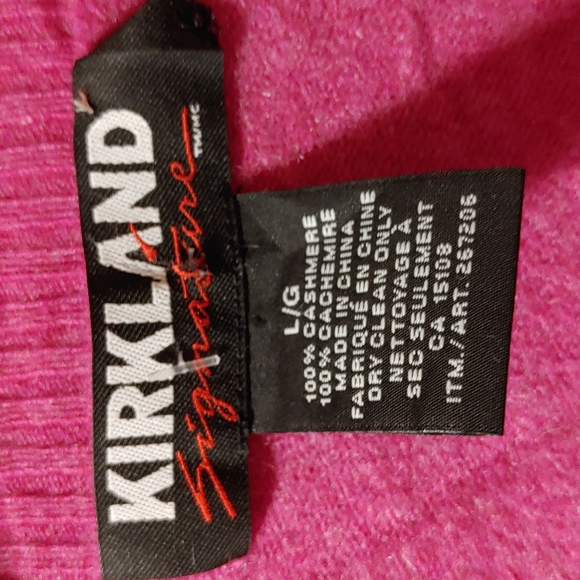 KIRKLAND
Signature
TM/MC
L/G
100% CASHMERE
100% CACHEMIRE
MADE IN CHINA
FABRIQUÉ EN CHINE
DRY CLEAN ONLY
NETTOYAGE À
SEC SEULEMENT
CA 15108
ITM./ART. 267206